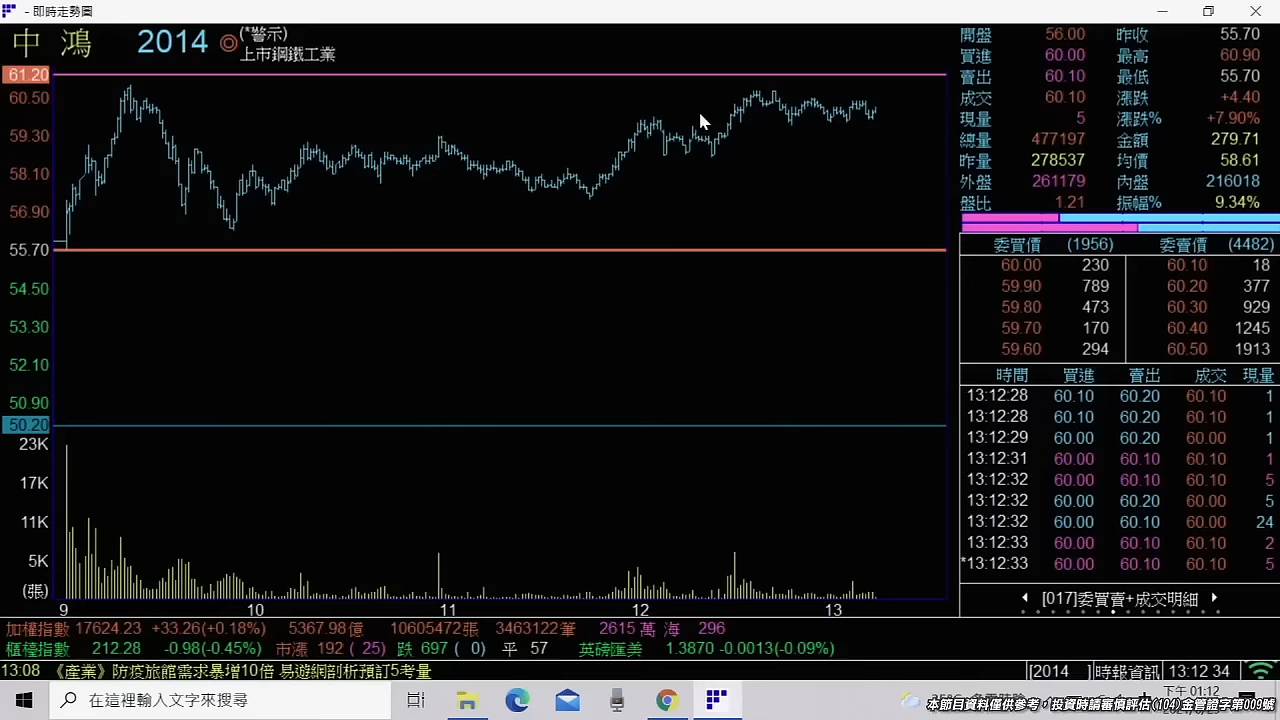 - 即時走勢圖
中 鴻 2014 ◎ (*警示)
上市鋼鐵工業
61.20
60.50
59.30
58.10
56.90
55.70
54.50
53.30
52.10
50.90
50.20
23K
17K
11K
5K
(張)
9 10 11 12 13
開盤 56.00 昨收 55.70
買進 60.00 最高 60.90
賣出 60.10 最低 55.70
成交 60.10 漲跌 +4.40
現量 5 漲跌% +7.90%
總量 477197 金額 279.71
昨量 278537 均價 58.61
外盤 261179 內盤 216018
盤比 1.21 振幅% 9.34%
委買價 (1956) 委賣價 (4482)
60.00 230 60.10 18
59.90 789 60.20 377
59.80 473 60.30 929
59.70 170 60.40 1245
59.60 294 60.50 1913
時間 買進 賣出 成交 現量
13:12:28 60.10 60.20 60.10 1
13:12:28 60.10 60.20 60.10 1
13:12:29 60.00 60.20 60.00 1
13:12:31 60.00 60.10 60.10 1
13:12:32 60.00 60.10 60.10 5
13:12:32 60.00 60.20 60.00 5
13:12:32 60.00 60.10 60.00 24
13:12:33 60.00 60.10 60.10 2
*13:12:33 60.00 60.10 60.10 5
[017]委買賣+成交明細
加權指數 17624.23 +33.26(+0.18%) 5367.98億 10605472張 3463122筆 2615萬 海 296
櫃檯指數 212.28 -0.98(-0.45%) 市漲 192 ( 25) 跌 697 ( 0) 平 57 英磅匯美 1.3870 -0.0013(-0.09%)
13:08 《產業》防疫旅館需求暴增10倍 易遊網剖析預訂5考量 [2014 ] 時報資訊 13:12:34
在這裡輸入文字來搜尋
下午 01:12
本節目資料僅供參考，投資時請審慎評估(104)金管證字第009號